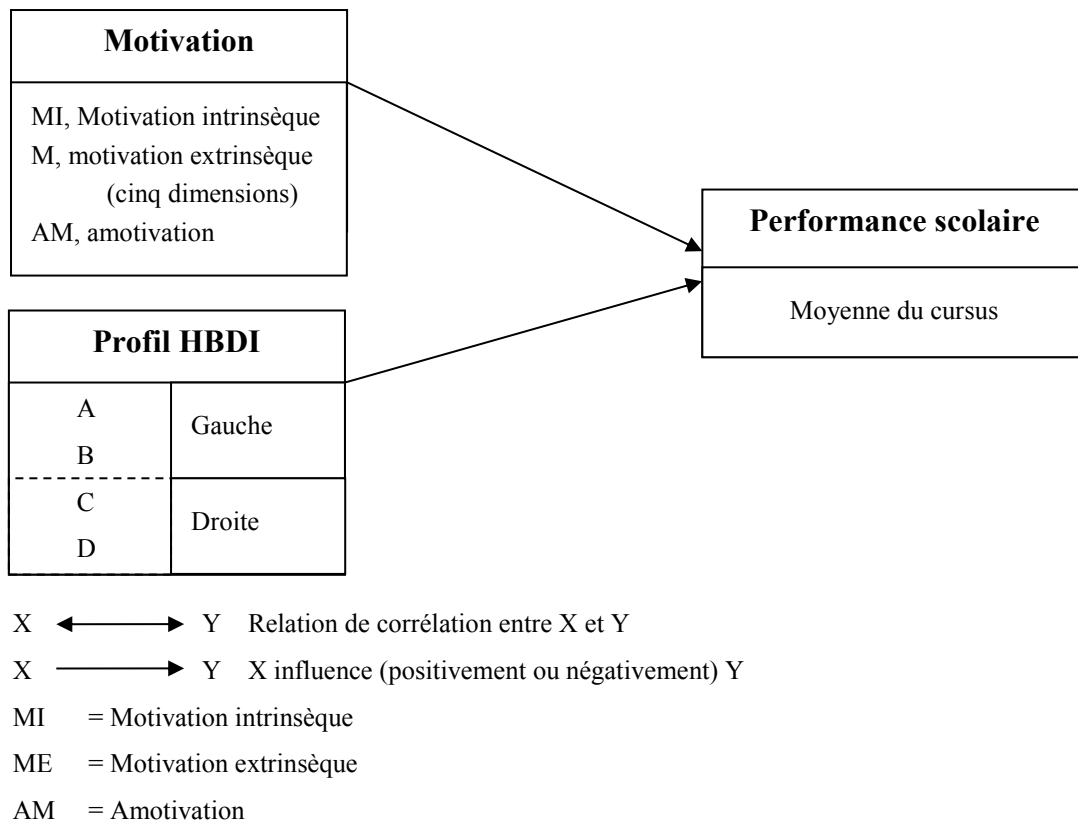 Motivation
MI, Motivation intrinsèque
M, motivation extrinsèque
(cinq dimensions)
AM, amotivation
Performance scolaire
Moyenne du cursus
Profil HBDI
A
B
Gauche
C
D
Droite
X Y Relation de corrélation entre X et Y
X Y X influence (positivement ou négativement) Y
MI = Motivation intrinsèque
ME = Motivation extrinsèque
AM = Amotivation